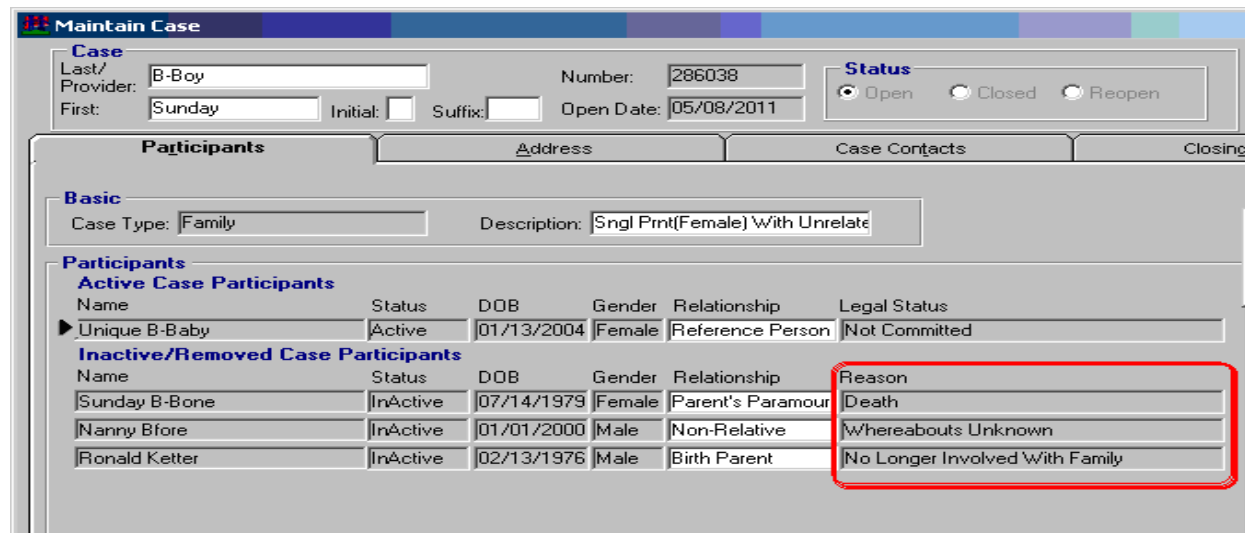 Maintain Case
Case
Last/ Provider: B-Boy Number: 286038 Status
First: Sunday Initial: Suffix: Open Date: 05/08/2011 Open Closed Reopen
Participants Address Case Contacts Closing
Basic
Case Type: Family Description: Sngl Prnt(Female) With Unrelate
Participants
Active Case Participants
Name Status DOB Gender Relationship Legal Status
Unique B-Baby Active 01/13/2004 Female Reference Person Not Committed
Inactive/Removed Case Participants
Name Status DOB Gender Relationship Reason
Sunday B-Bone InActive 07/14/1979 Female Parent's Paramour Death
Nanny Bfore InActive 01/01/2000 Male Non-Relative Whereabouts Unknown
Ronald Ketter InActive 02/13/1976 Male Birth Parent No Longer Involved With Family